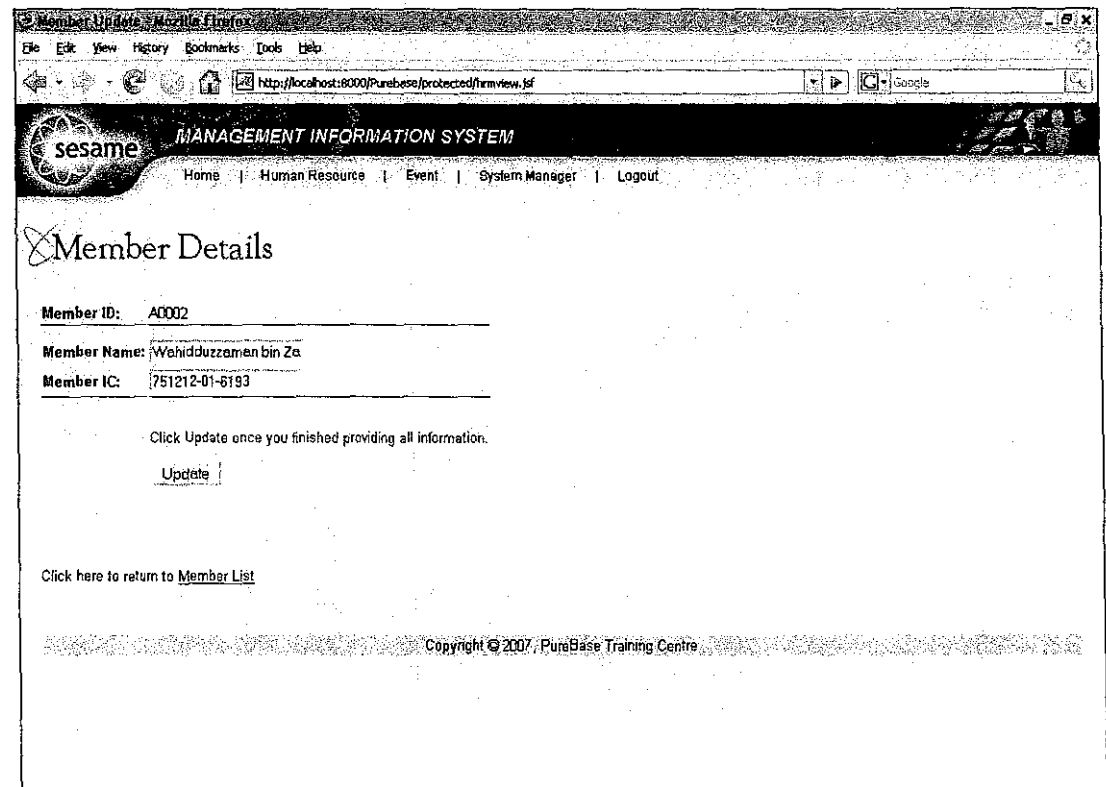 Member Update - Mozilla Firefox
File Edit View History Bookmarks Tools Help
http://localhost:8000/Purebase/protected/hrmview.jsf Google
sesame
MANAGEMENT INFORMATION SYSTEM
Home | Human Resource | Event | System Manager | Logout
Member Details
Member ID: A0002
Member Name: Wahidduzzaman bin Za
Member IC: 751212-01-6193
Click Update once you finished providing all information.
Update
Click here to return to Member List
Copyright © 2007, PureBase Training Centre